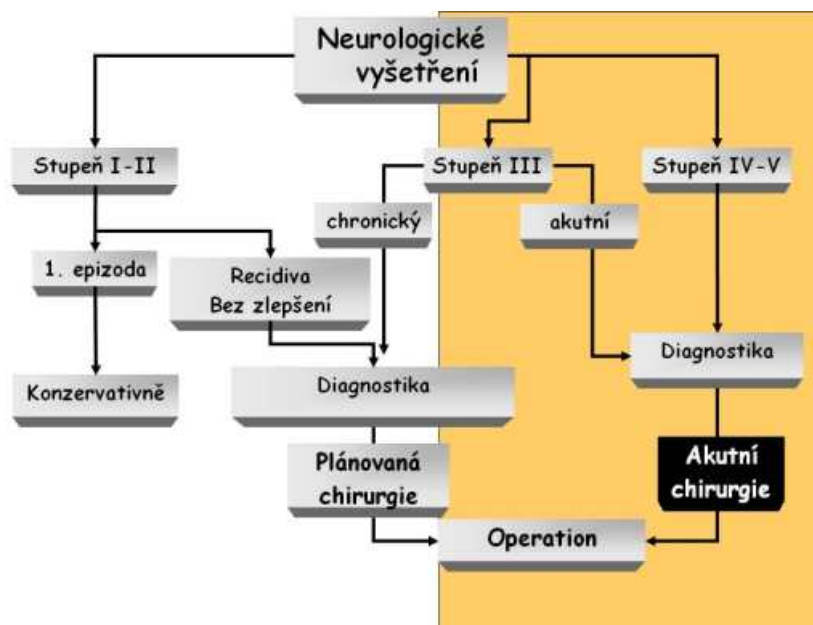 Neurologické
vyšetření
Stupeň I-II
Stupeň III
Stupeň IV-V
chronický
akutní
1. epizoda
Recidiva
Bez zlepšení
Diagnostika
Konzervativně
Diagnostika
Plánovaná
chirurgie
Akutní
chirurgie
Operation